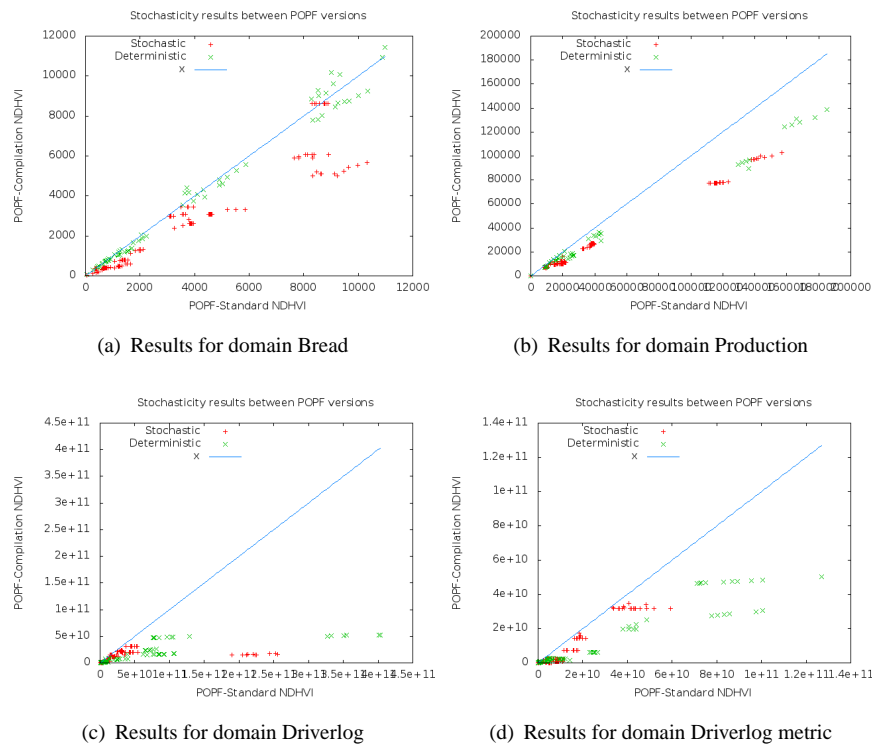 Stochasticity results between POPF versions
Stochastic
Deterministic
X
12000
10000
8000
6000
4000
2000
0
POPF-Compilation NDHVI
0 2000 4000 6000 8000 10000 12000
POPF-Standard NDHVI
(a) Results for domain Bread
Stochasticity results between POPF versions
Stochastic
Deterministic
X
200000
180000
160000
140000
120000
100000
80000
60000
40000
20000
0
POPF-Compilation NDHVI
0 20000 40000 60000 80000 100000 120000 140000 160000 180000 200000
POPF-Standard NDHVI
(b) Results for domain Production
Stochasticity results between POPF versions
Stochastic
Deterministic
X
4.5e+11
4e+11
3.5e+11
3e+11
2.5e+11
2e+11
1.5e+11
1e+11
5e+10
0
POPF-Compilation NDHVI
0 5e+10 1e+11 1.5e+11 2e+11 2.5e+11 3e+11 3.5e+11 4e+11 4.5e+11
POPF-Standard NDHVI
(c) Results for domain Driverlog
Stochasticity results between POPF versions
Stochastic
Deterministic
X
1.4e+11
1.2e+11
1e+11
8e+10
6e+10
4e+10
2e+10
0
POPF-Compilation NDHVI
0 2e+10 4e+10 6e+10 8e+10 1e+11 1.2e+11 1.4e+11
POPF-Standard NDHVI
(d) Results for domain Driverlog metric